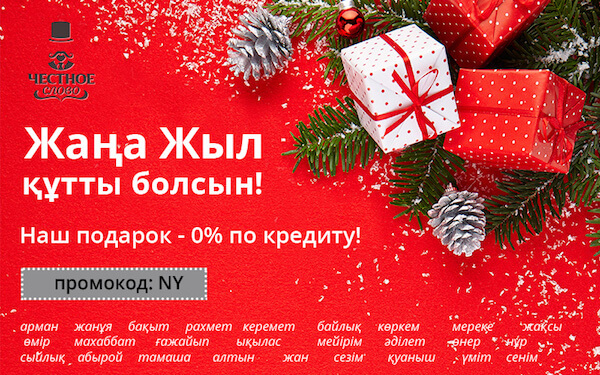 ЧЕСТНОЕ
СЛОВО
Жаңа Жыл
құтты болсын!
Наш подарок - 0% по кредиту!
промокод: NY
арман жанұя бақыт рахмет керемет байлық көркем мереке жақсы
өмір махаббат ғажайып ықылас мейірім әділет өнер нұр
сыйлық абырой тамаша алтын жан сезім қуаныш үміт сенім